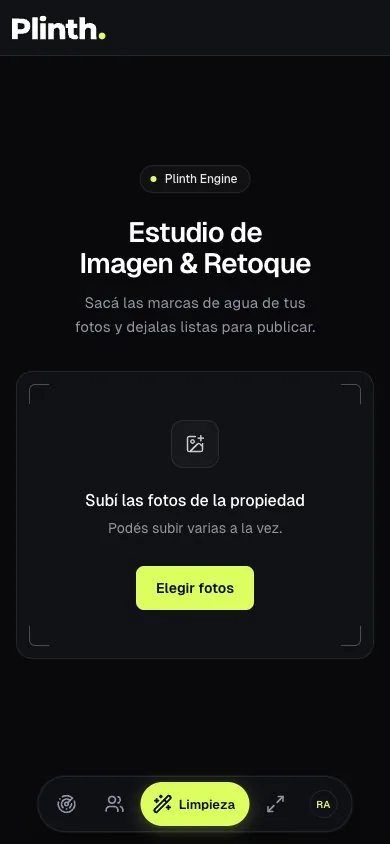 Plinth.
Plinth Engine
Estudio de
Imagen & Retoque
Sacá las marcas de agua de tus
fotos y dejalas listas para publicar.
Subí las fotos de la propiedad
Podés subir varias a la vez.
Elegir fotos
Limpieza
RA